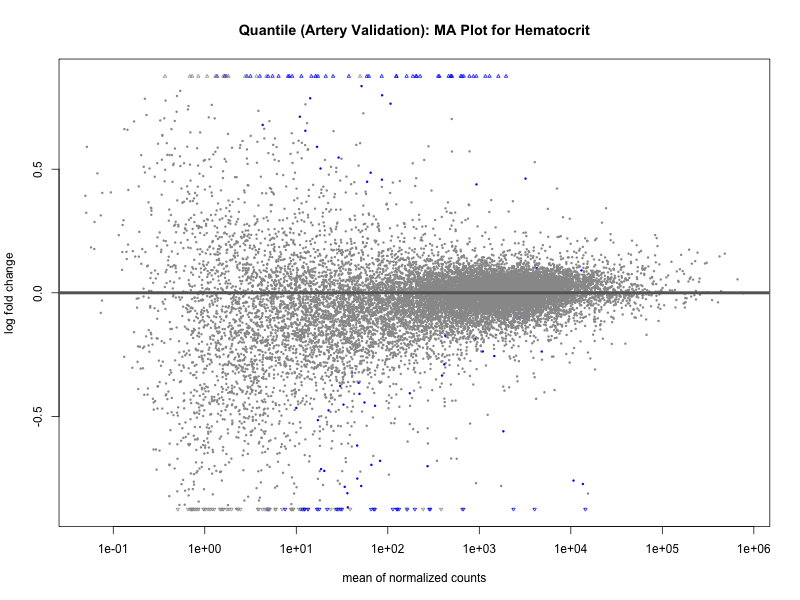 Quantile (Artery Validation): MA Plot for Hematocrit
log fold change
0.5
0.0
-0.5
1e-01 1e+00 1e+01 1e+02 1e+03 1e+04 1e+05 1e+06
mean of normalized counts